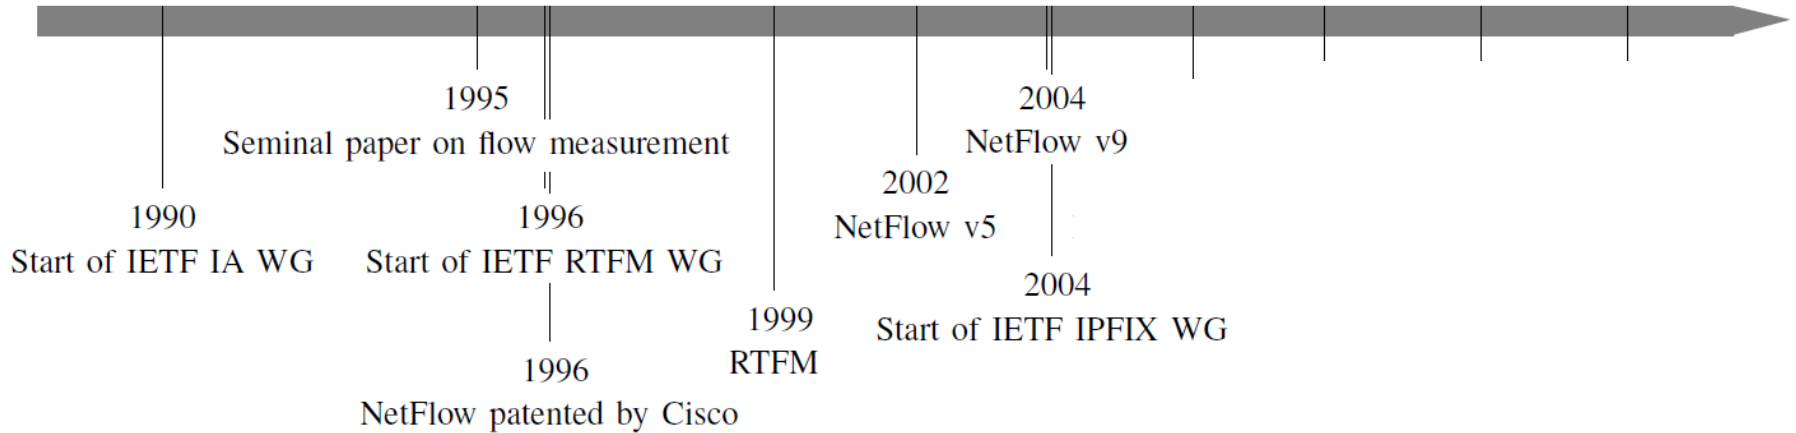 1995
Seminal paper on flow measurement
2004
NetFlow v9
2002
NetFlow v5
1990
Start of IETF IA WG
1996
Start of IETF RTFM WG
2004
Start of IETF IPFIX WG
1999
RTFM
1996
NetFlow patented by Cisco